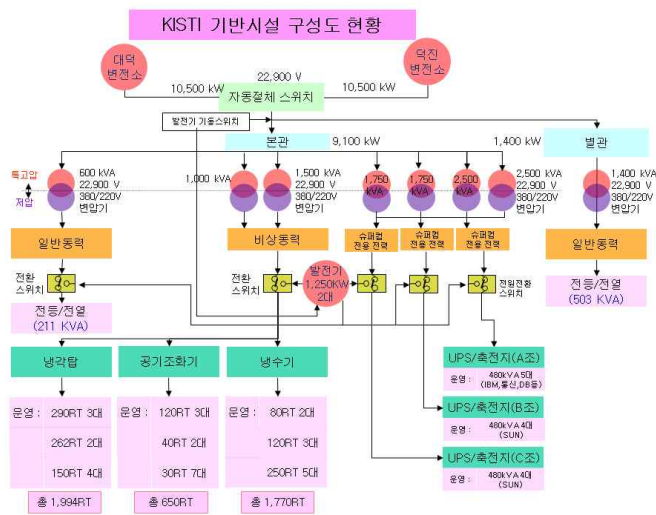 KISTI 기반시설 구성도 현황
대덕
변전소
덕진
변전소
10,500 kW
22,900 V
10,500 kW
자동절체 스위치
발전기 기동스위치
본관
9,100 kW
1,400 kW
별관
특고압
저압
600 kVA
22,900 V
380/220V
변압기
1,000 kVA
1,500 kVA
22,900 V
380/220V
변압기
1,750
kVA
1,750
kVA
2,500
kVA
2,500 kVA
22,900 V
380/220V
변압기
1,400 kVA
22,900 V
380/220V
변압기
일반동력
비상동력
슈퍼컴
전용 전력
슈퍼컴
전용 전력
슈퍼컴
전용 전력
일반동력
전환
스위치
전환
스위치
발전기
1,250KW
2대
전원전환
스위치
전등/전열
(211 KVA)
전등/전열
(503 KVA)
냉각탑
공기조화기
냉수기
운영 : 290RT 3대
262RT 2대
150RT 4대
총 1,994RT
운영 : 120RT 3대
40RT 2대
30RT 7대
총 650RT
운영 : 80RT 2대
120RT 3대
250RT 5대
총 1,770RT
UPS/축전지(A조)
운영 : 480kVA 5대
(IBM,통신,DB등)
UPS/축전지(B조)
운영 : 480kVA 4대
(SUN)
UPS/축전지(C조)
운영 : 480kVA 4대
(SUN)